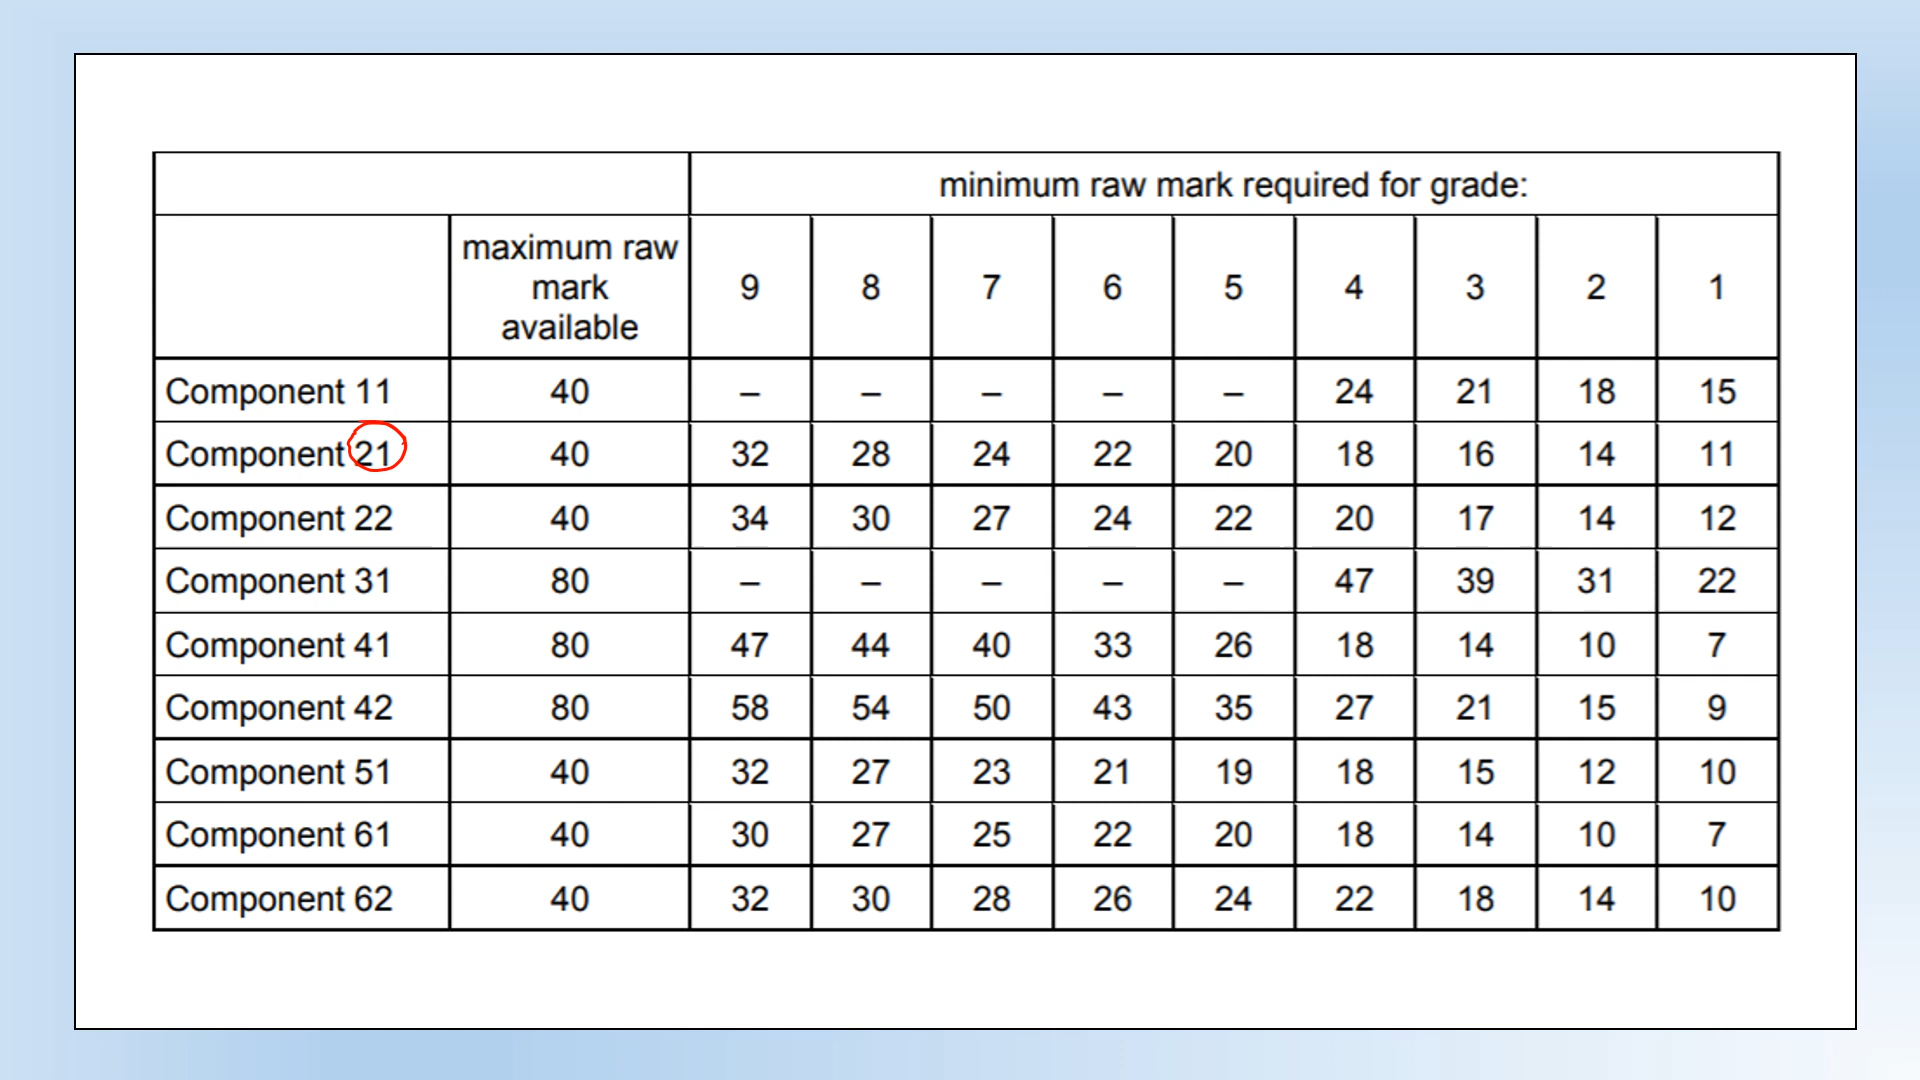 minimum raw mark required for grade:
maximum raw
mark
available
9 8 7 6 5 4 3 2 1
Component 11 40 – – – – – 24 21 18 15
Component 21 40 32 28 24 22 20 18 16 14 11
Component 22 40 34 30 27 24 22 20 17 14 12
Component 31 80 – – – – – 47 39 31 22
Component 41 80 47 44 40 33 26 18 14 10 7
Component 42 80 58 54 50 43 35 27 21 15 9
Component 51 40 32 27 23 21 19 18 15 12 10
Component 61 40 30 27 25 22 20 18 14 10 7
Component 62 40 32 30 28 26 24 22 18 14 10